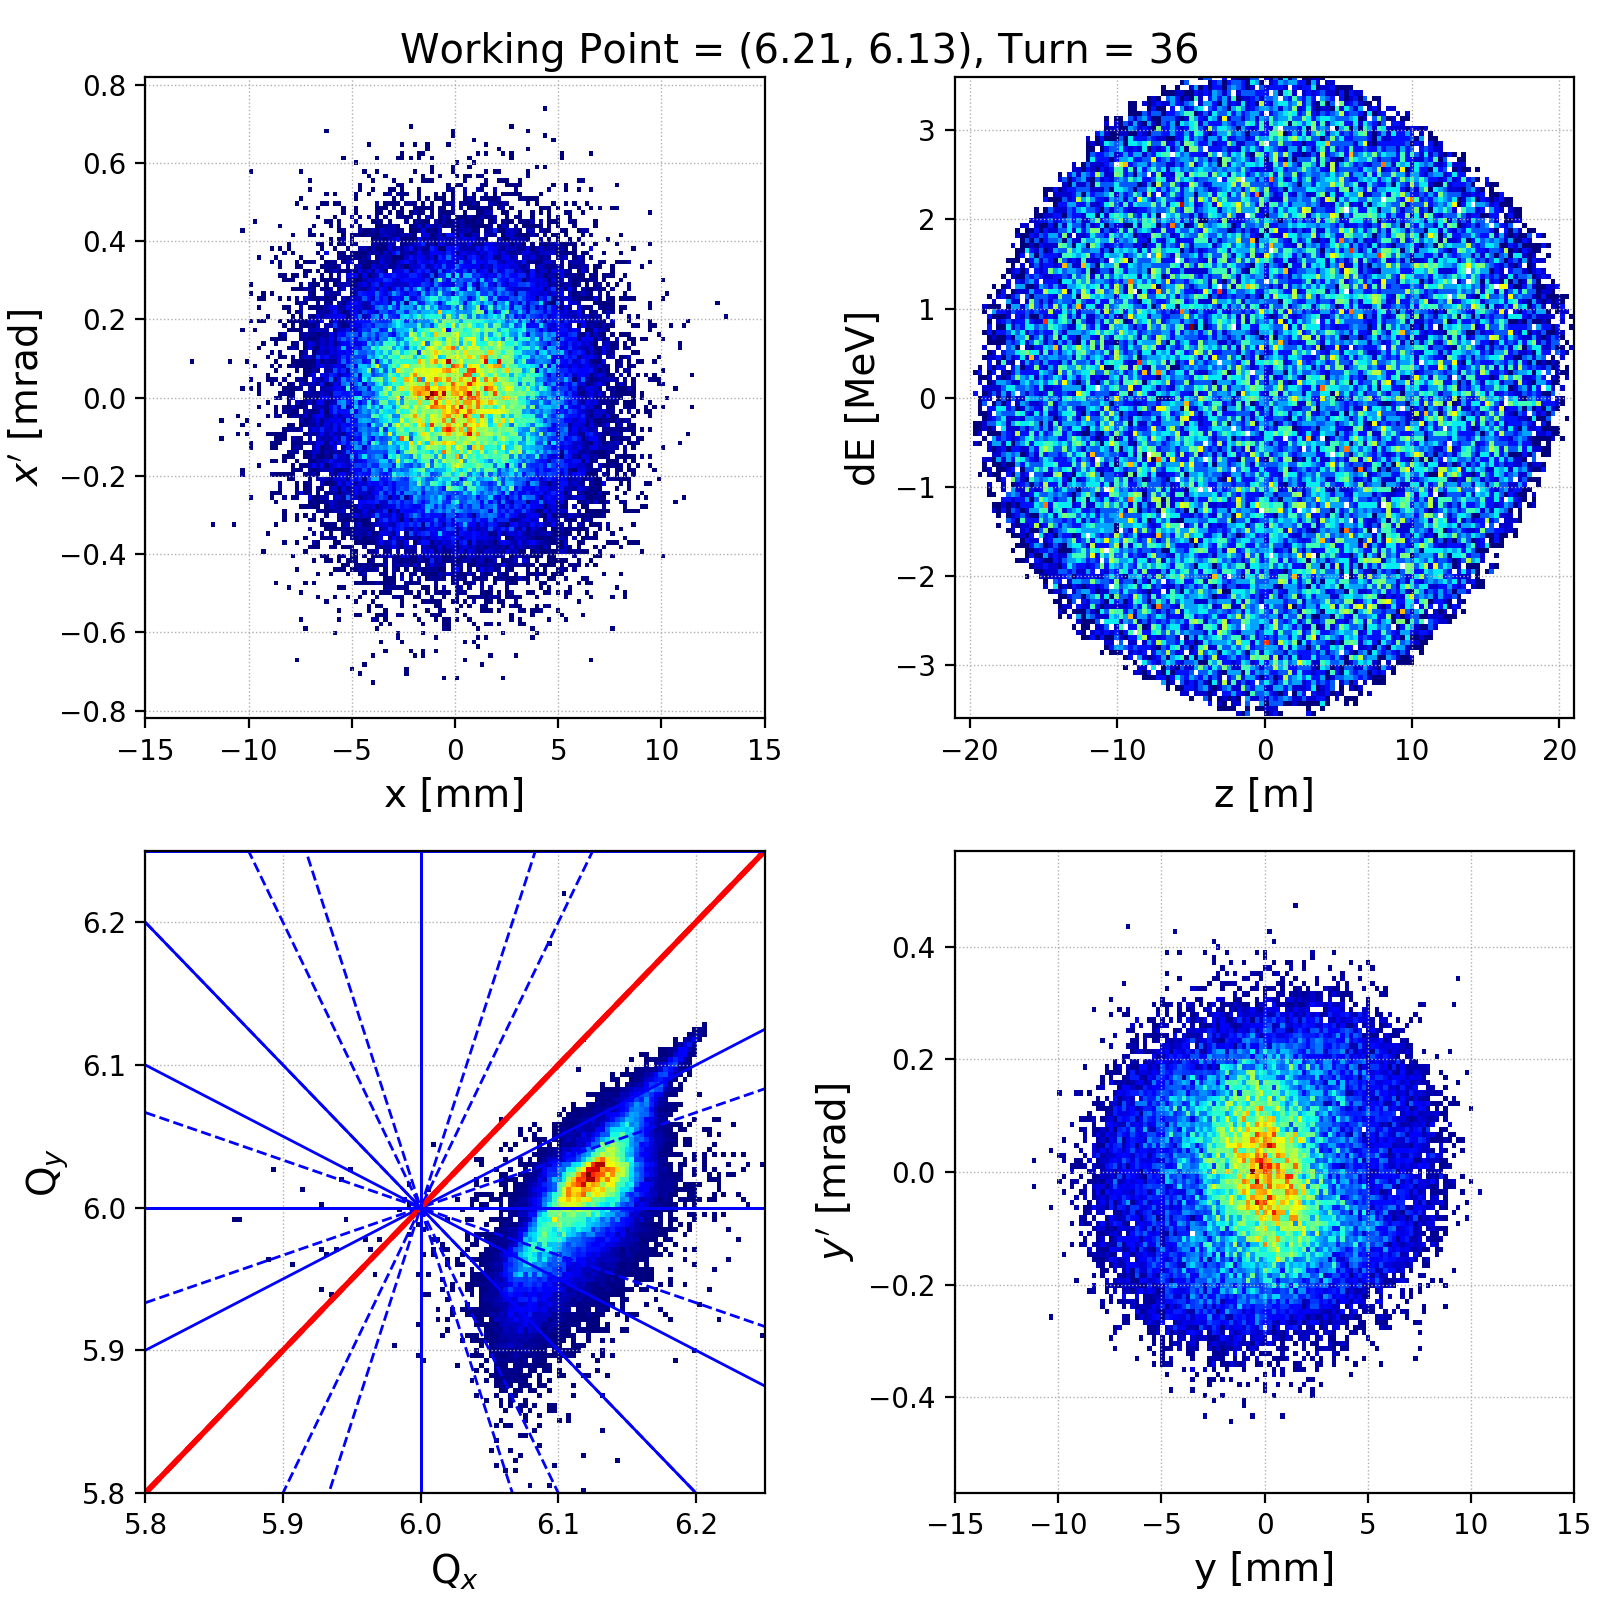 Working Point = (6.21, 6.13), Turn = 36
0.8
0.6
0.4
0.2
0.0
−0.2
−0.4
−0.6
−0.8
x′ [mrad]
−15 −10 −5 0 5 10 15
x [mm]
3
2
1
0
−1
−2
−3
dE [MeV]
−20 −10 0 10 20
z [m]
6.2
6.1
6.0
5.9
5.8
Qy
5.8 5.9 6.0 6.1 6.2
Qx
0.4
0.2
0.0
−0.2
−0.4
y′ [mrad]
−15 −10 −5 0 5 10 15
y [mm]